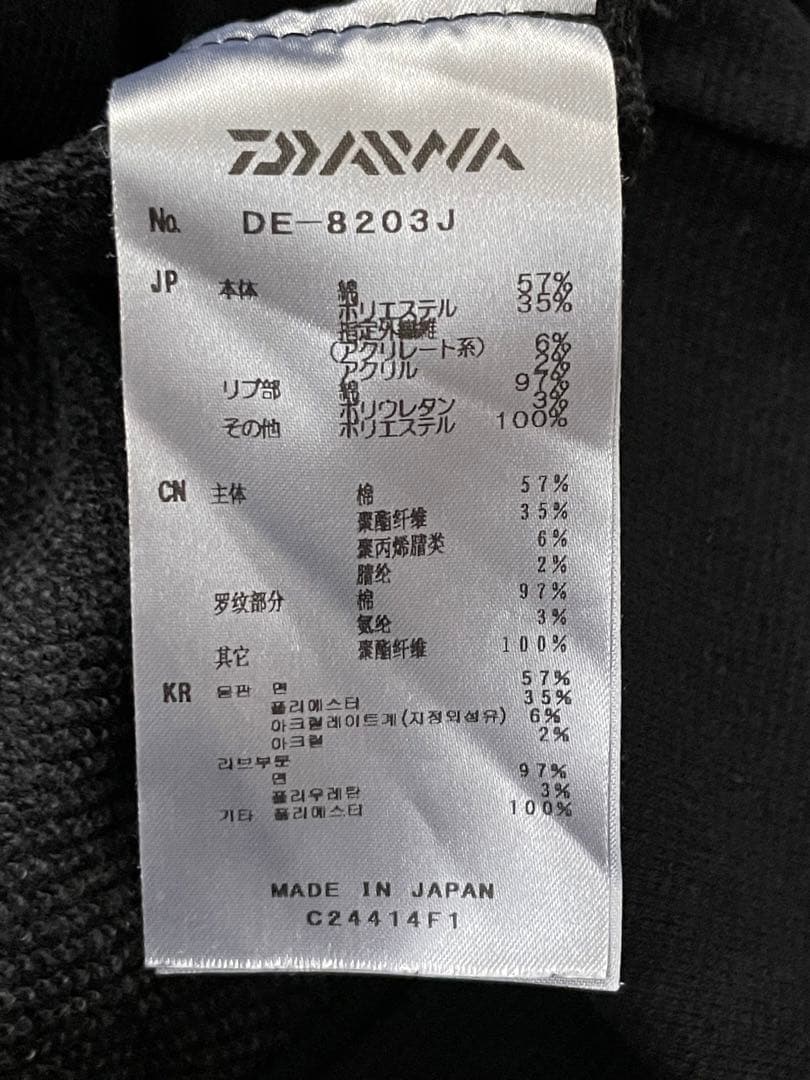 DAIWA
No. DE-8203J
JP 本体 綿 57%
ポリエステル 35%
指定外繊維
(アクリレート系) 6%
アクリル 2%
リブ部 綿 97%
ポリウレタン 3%
その他 ポリエステル 100%
CN 主体 棉 57%
聚酯纤维 35%
聚丙烯腈类 6%
腈纶 2%
罗纹部分 棉 97%
氨纶 3%
其它 聚酯纤维 100%
KR 몸판 면 57%
폴리에스터 35%
아크릴레이트계(지정외섬유) 6%
아크릴 2%
리브부분
면 97%
폴리우레탄 3%
기타 폴리에스터 100%
MADE IN JAPAN
C24414F1